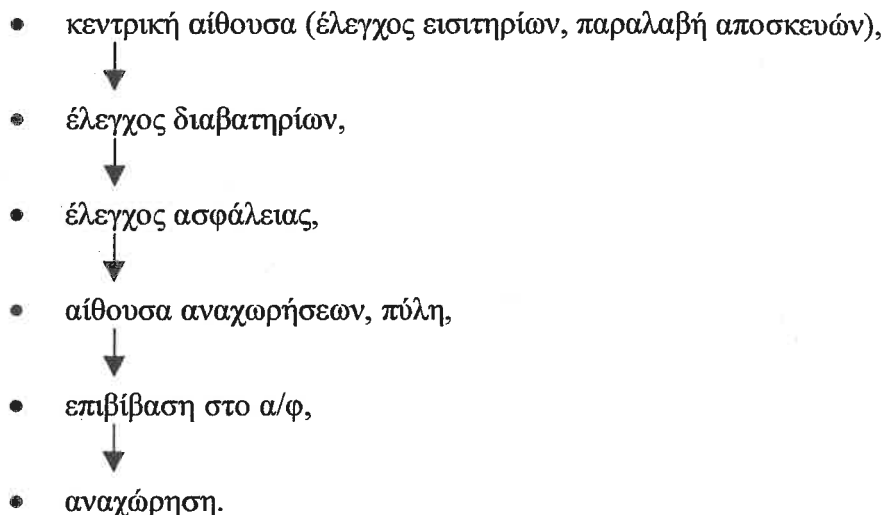 • κεντρική αίθουσα (έλεγχος εισιτηρίων, παραλαβή αποσκευών),
• έλεγχος διαβατηρίων,
• έλεγχος ασφάλειας,
• αίθουσα αναχωρήσεων, πύλη,
• επιβίβαση στο α/φ,
• αναχώρηση.